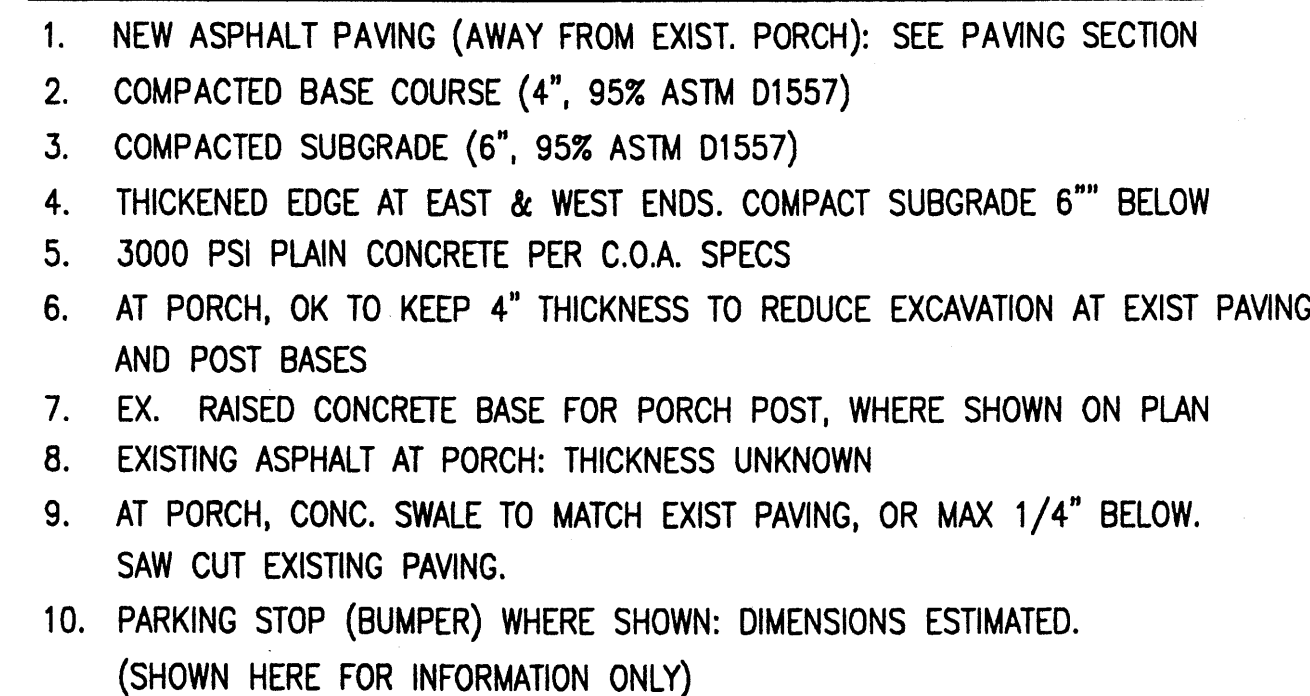 1. NEW ASPHALT PAVING (AWAY FROM EXIST. PORCH): SEE PAVING SECTION
2. COMPACTED BASE COURSE (4", 95% ASTM D1557)
3. COMPACTED SUBGRADE (6", 95% ASTM D1557)
4. THICKENED EDGE AT EAST & WEST ENDS. COMPACT SUBGRADE 6"" BELOW
5. 3000 PSI PLAIN CONCRETE PER C.O.A. SPECS
6. AT PORCH, OK TO KEEP 4" THICKNESS TO REDUCE EXCAVATION AT EXIST PAVING
AND POST BASES
7. EX. RAISED CONCRETE BASE FOR PORCH POST, WHERE SHOWN ON PLAN
8. EXISTING ASPHALT AT PORCH: THICKNESS UNKNOWN
9. AT PORCH, CONC. SWALE TO MATCH EXIST PAVING, OR MAX 1/4" BELOW.
SAW CUT EXISTING PAVING.
10. PARKING STOP (BUMPER) WHERE SHOWN: DIMENSIONS ESTIMATED.
(SHOWN HERE FOR INFORMATION ONLY)